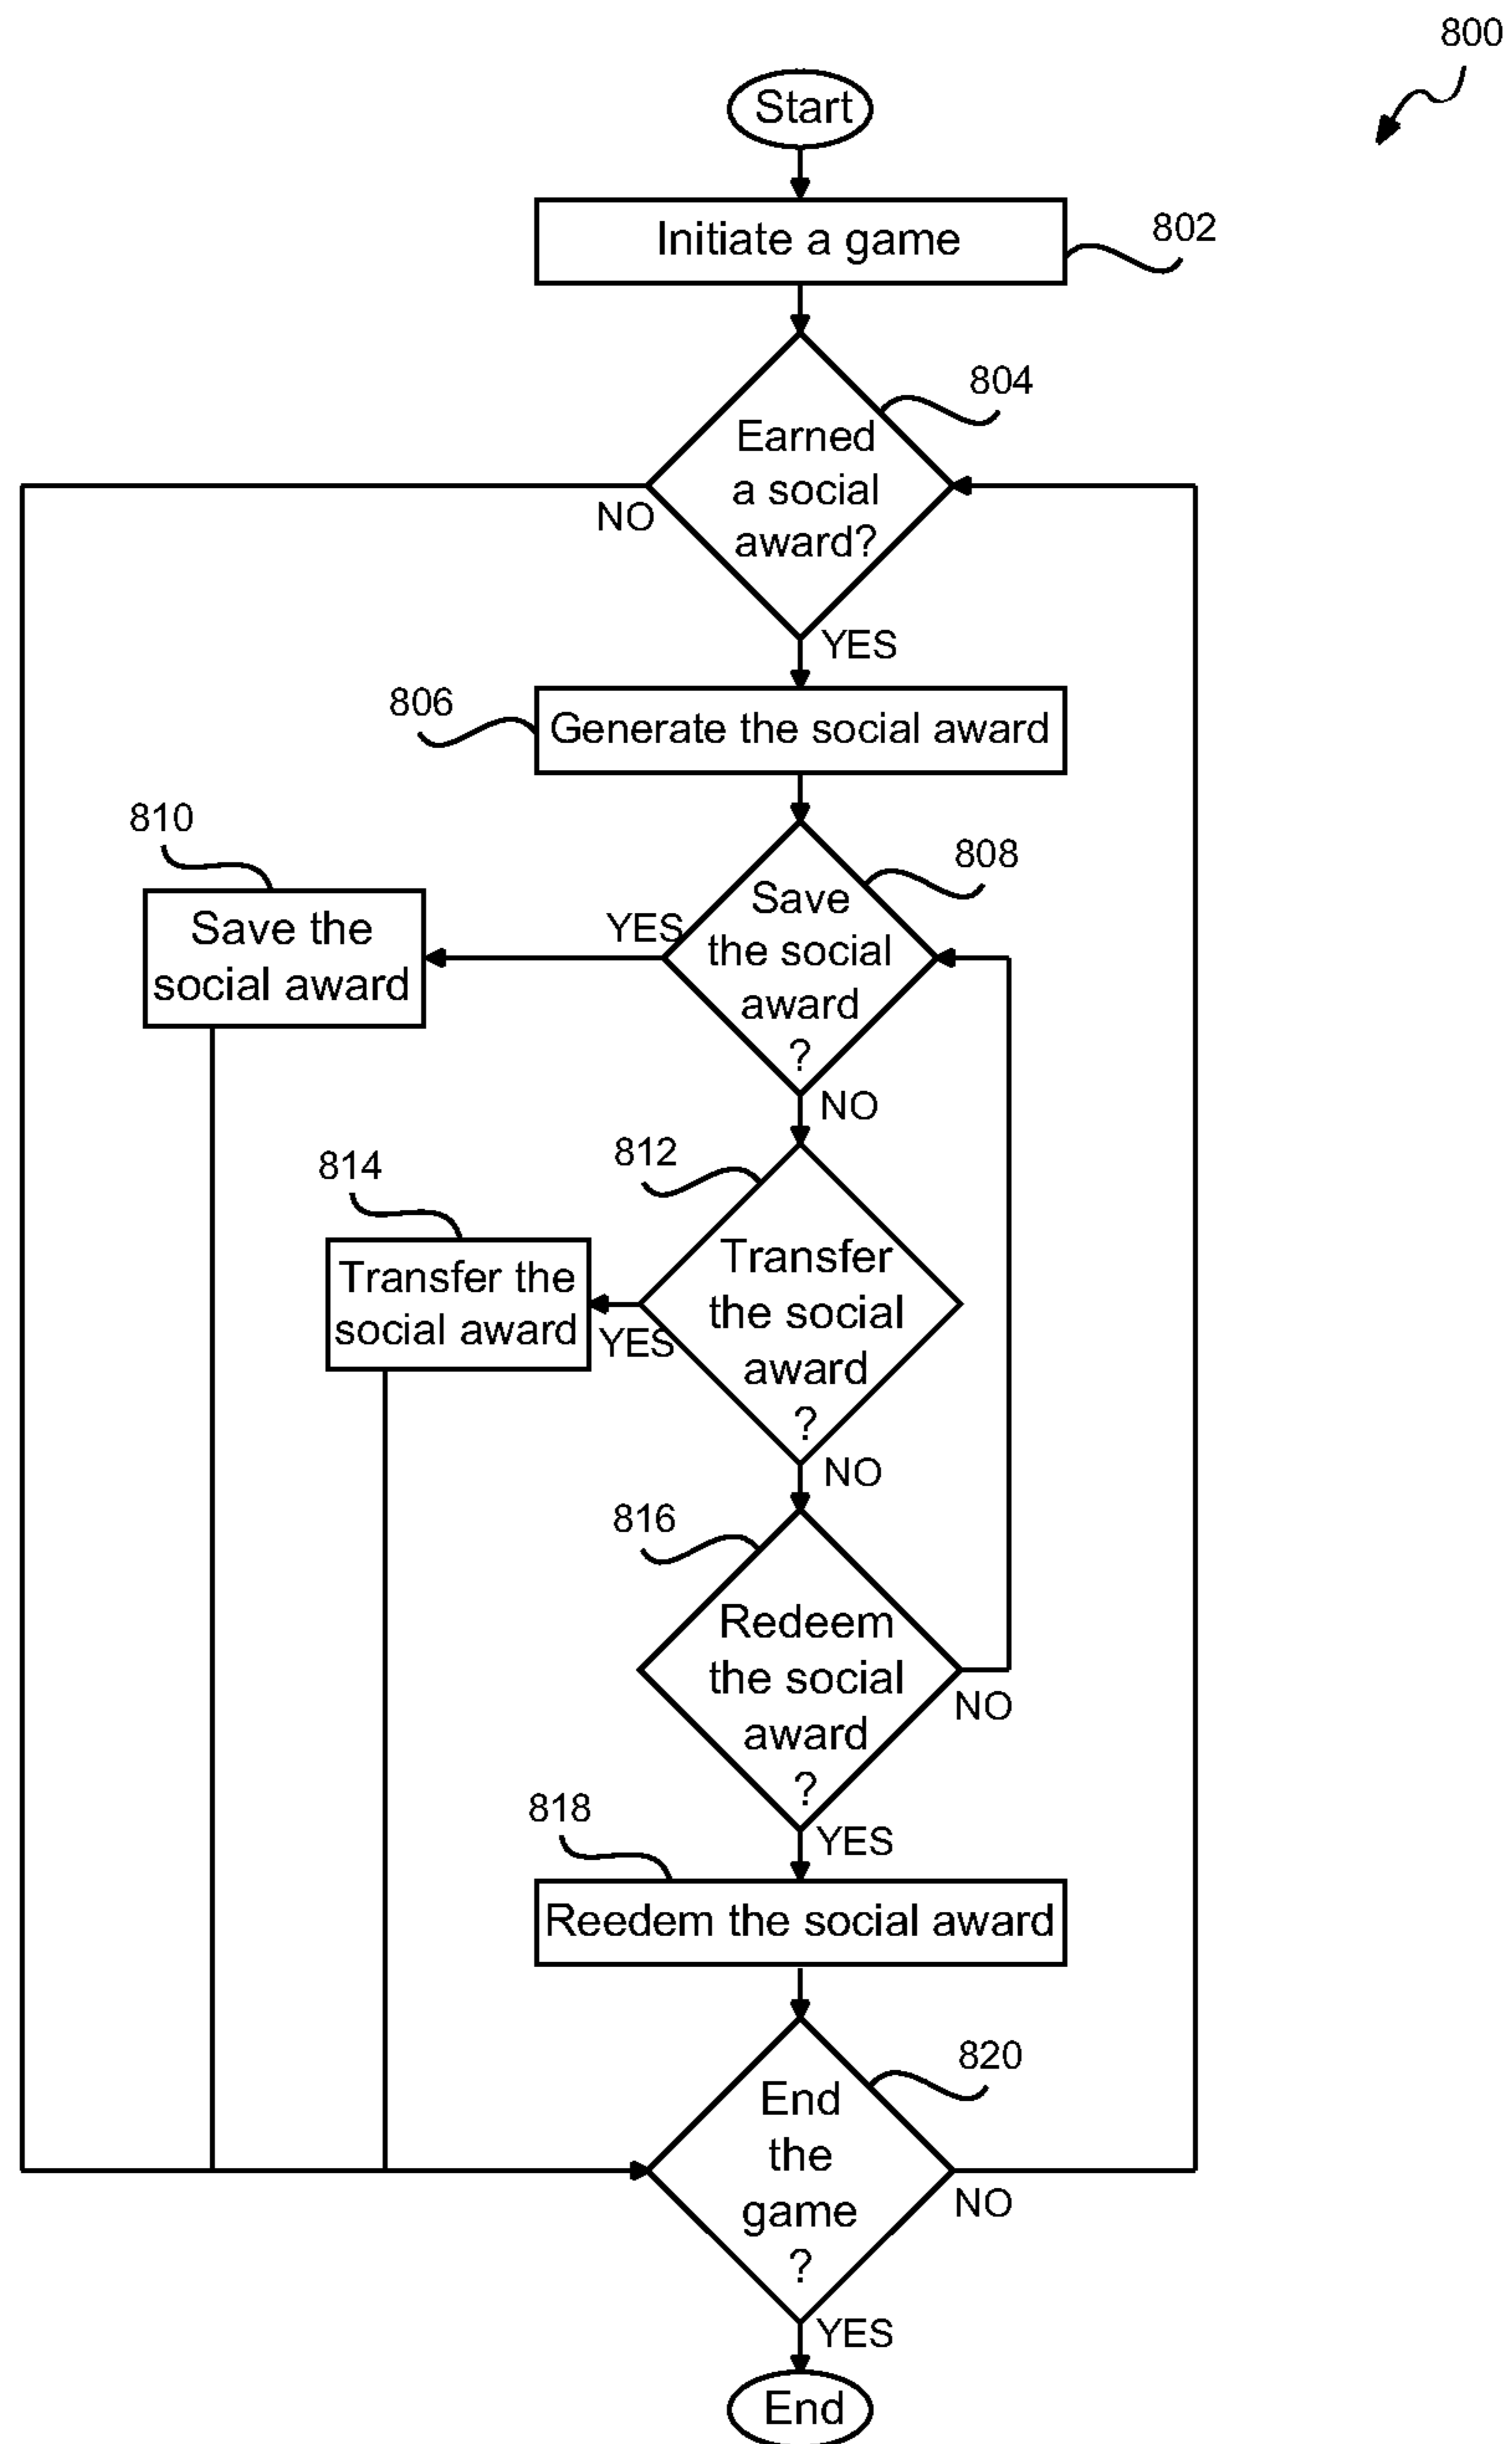 800
Start
Initiate a game
802
804
Earned
a social
award?
NO
YES
806
Generate the social award
810
808
Save the
social award
YES
Save
the social
award
?
NO
812
814
Transfer the
social award
YES
Transfer
the social
award
?
NO
816
Redeem
the social
award
?
NO
818
YES
Reedem the social award
820
End
the
game
?
NO
YES
End